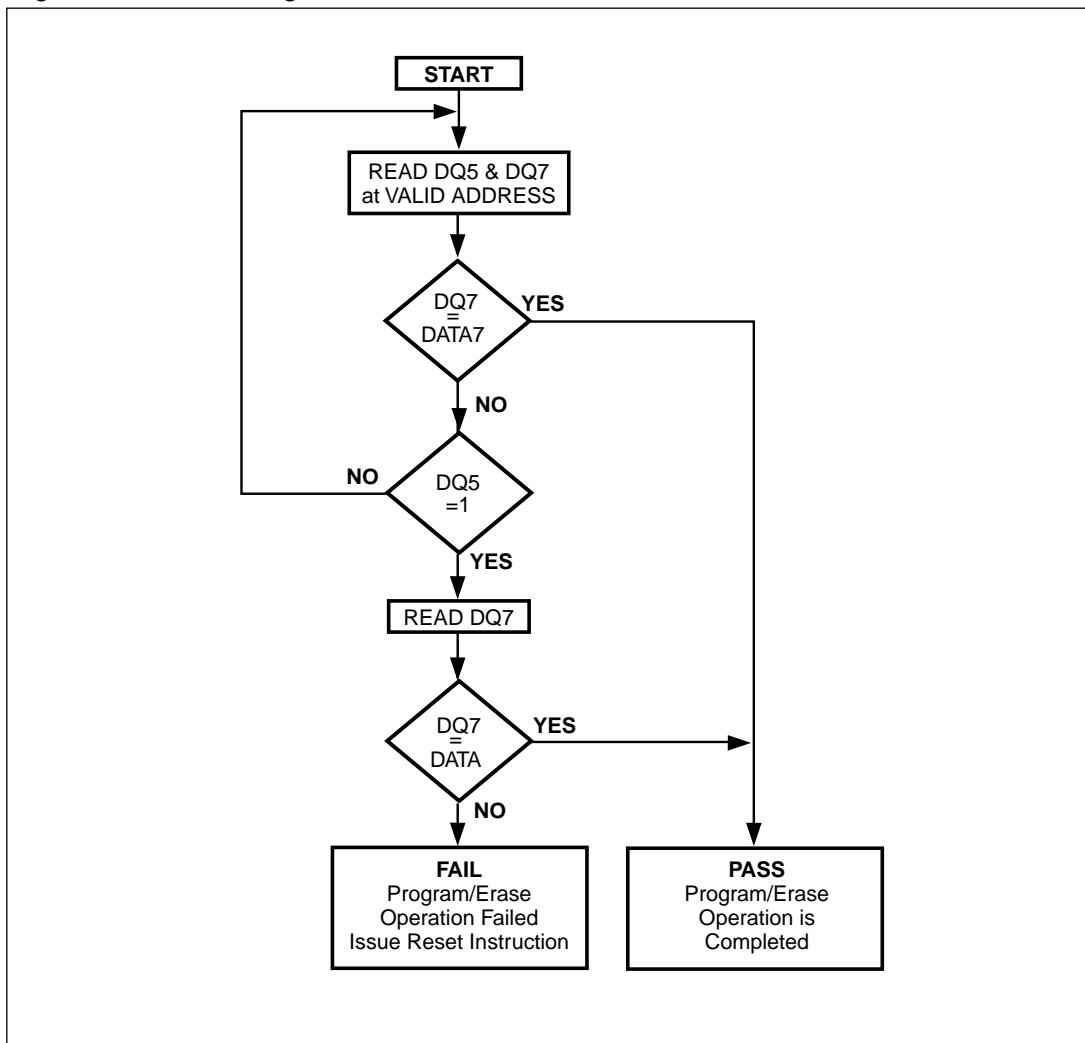 START
READ DQ5 & DQ7
at VALID ADDRESS
DQ7
=
DATA7
YES
NO
DQ5
=1
NO
YES
READ DQ7
DQ7
=
DATA
YES
NO
FAIL
Program/Erase
Operation Failed
Issue Reset Instruction
PASS
Program/Erase
Operation is
Completed